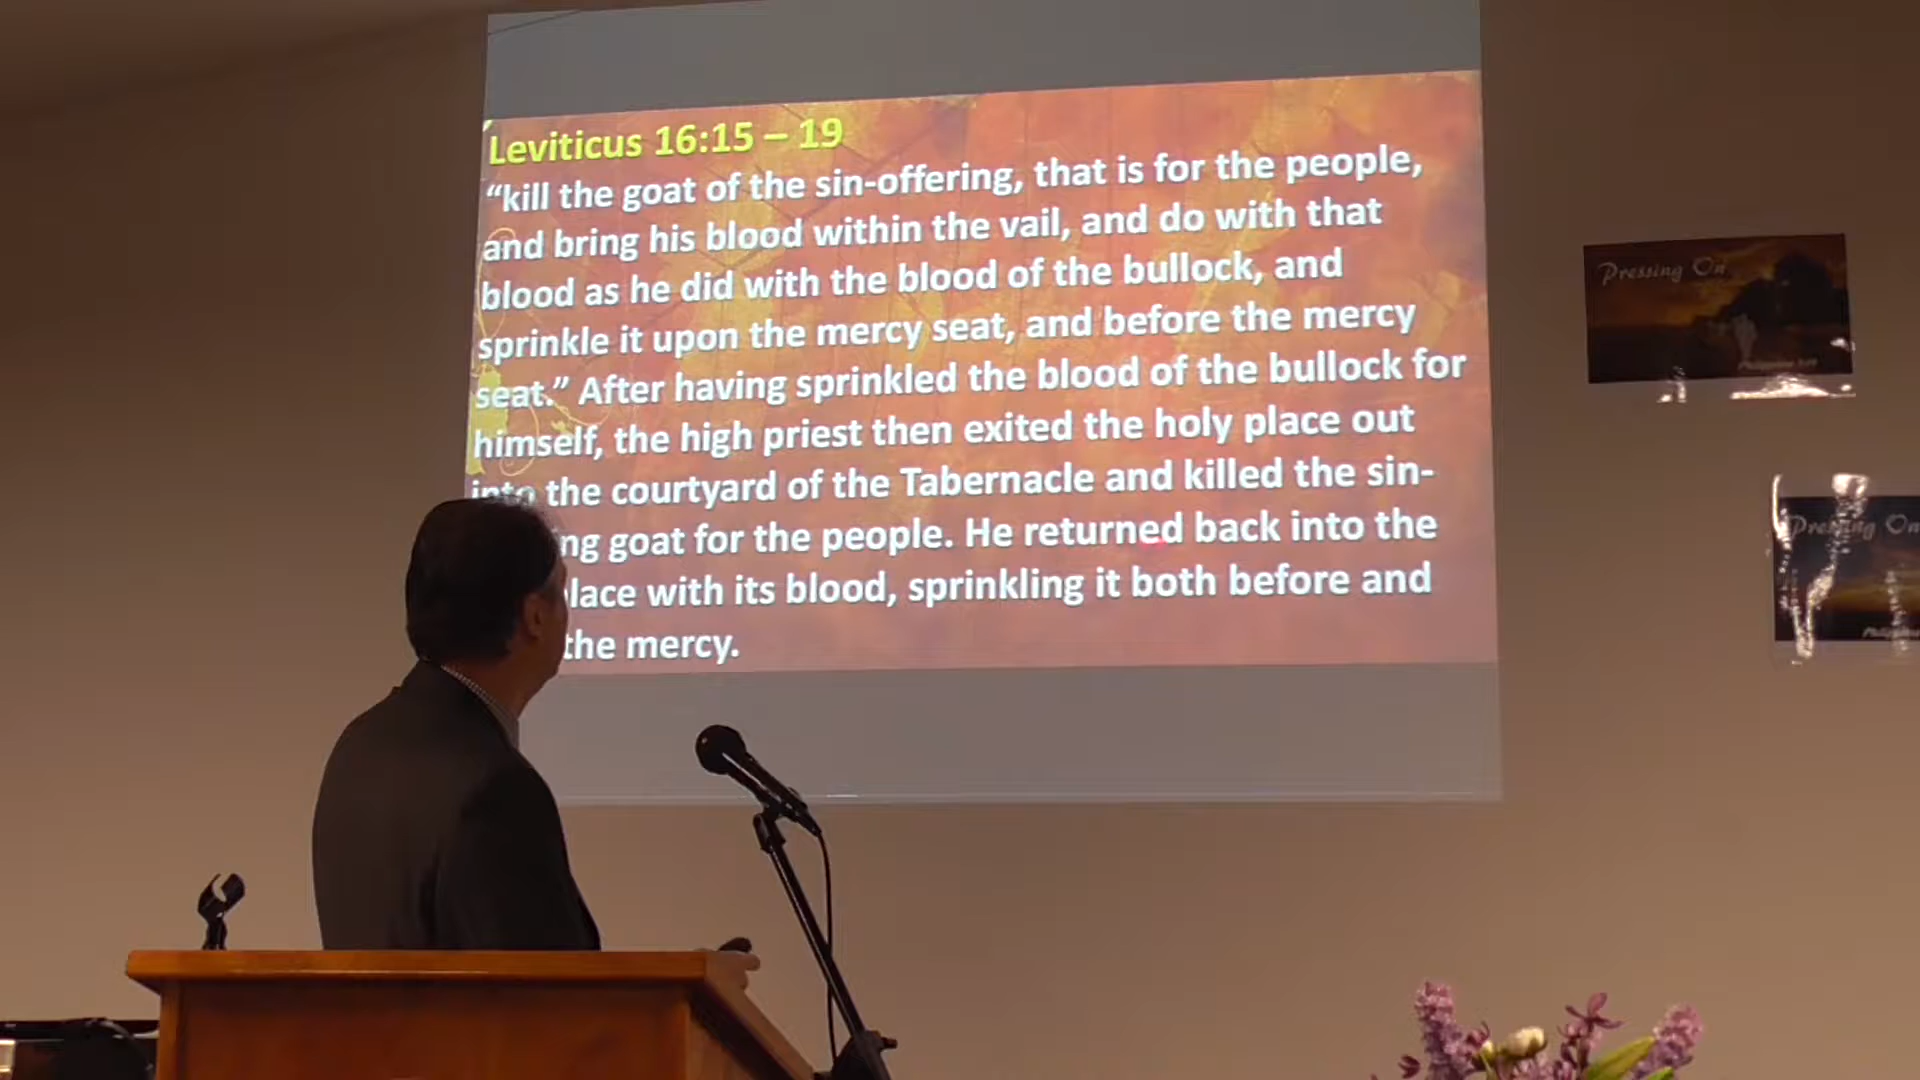 Leviticus 16:15 – 19
“kill the goat of the sin-offering, that is for the people,
and bring his blood within the vail, and do with that
blood as he did with the blood of the bullock, and
sprinkle it upon the mercy seat, and before the mercy
seat.” After having sprinkled the blood of the bullock for
himself, the high priest then exited the holy place out
into the courtyard of the Tabernacle and killed the sin-
ng goat for the people. He returned back into the
lace with its blood, sprinkling it both before and
the mercy.
Pressing On
Pressing On